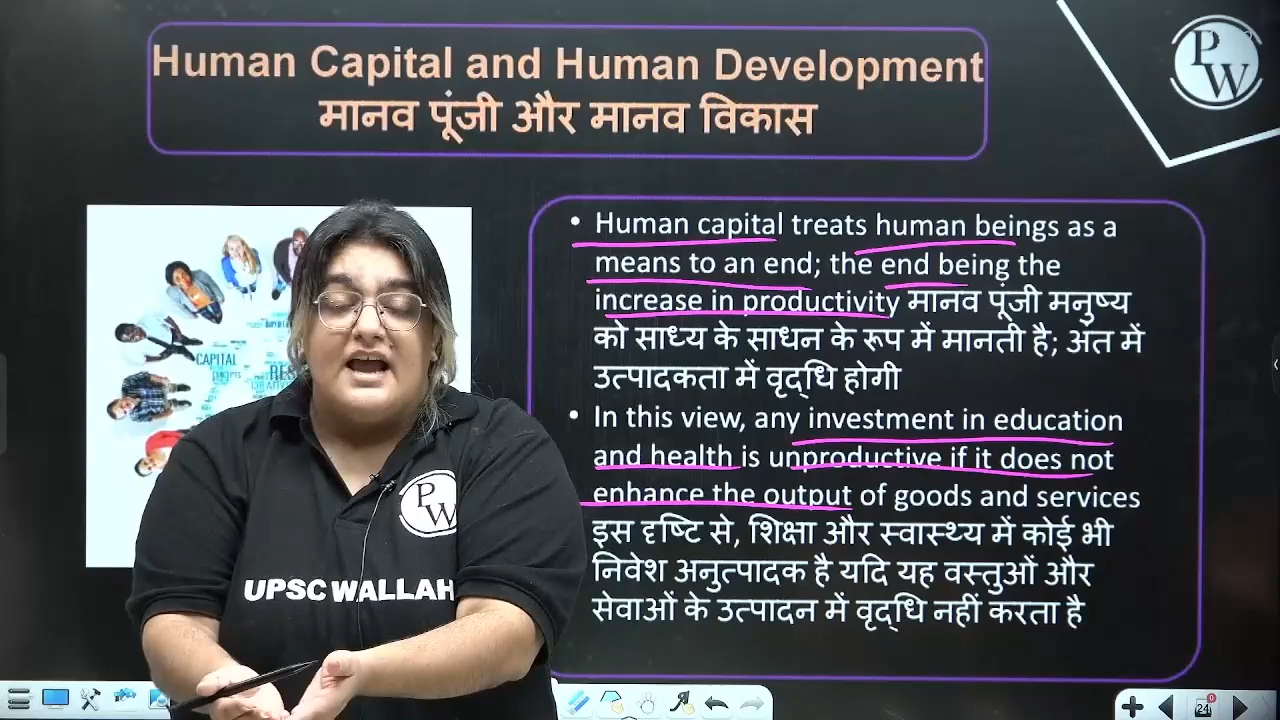 Human Capital and Human Development
मानव पूंजी और मानव विकास
PW
• Human capital treats human beings as a
means to an end; the end being the
increase in productivity मानव पूंजी मनुष्य
को साध्य के साधन के रूप में मानती है; अंत में
उत्पादकता में वृद्धि होगी
• In this view, any investment in education
and health is unproductive if it does not
enhance the output of goods and services
इस दृष्टि से, शिक्षा और स्वास्थ्य में कोई भी
निवेश अनुत्पादक है यदि यह वस्तुओं और
सेवाओं के उत्पादन में वृद्धि नहीं करता है
CAPITAL
PW
UPSC WALLAH
24